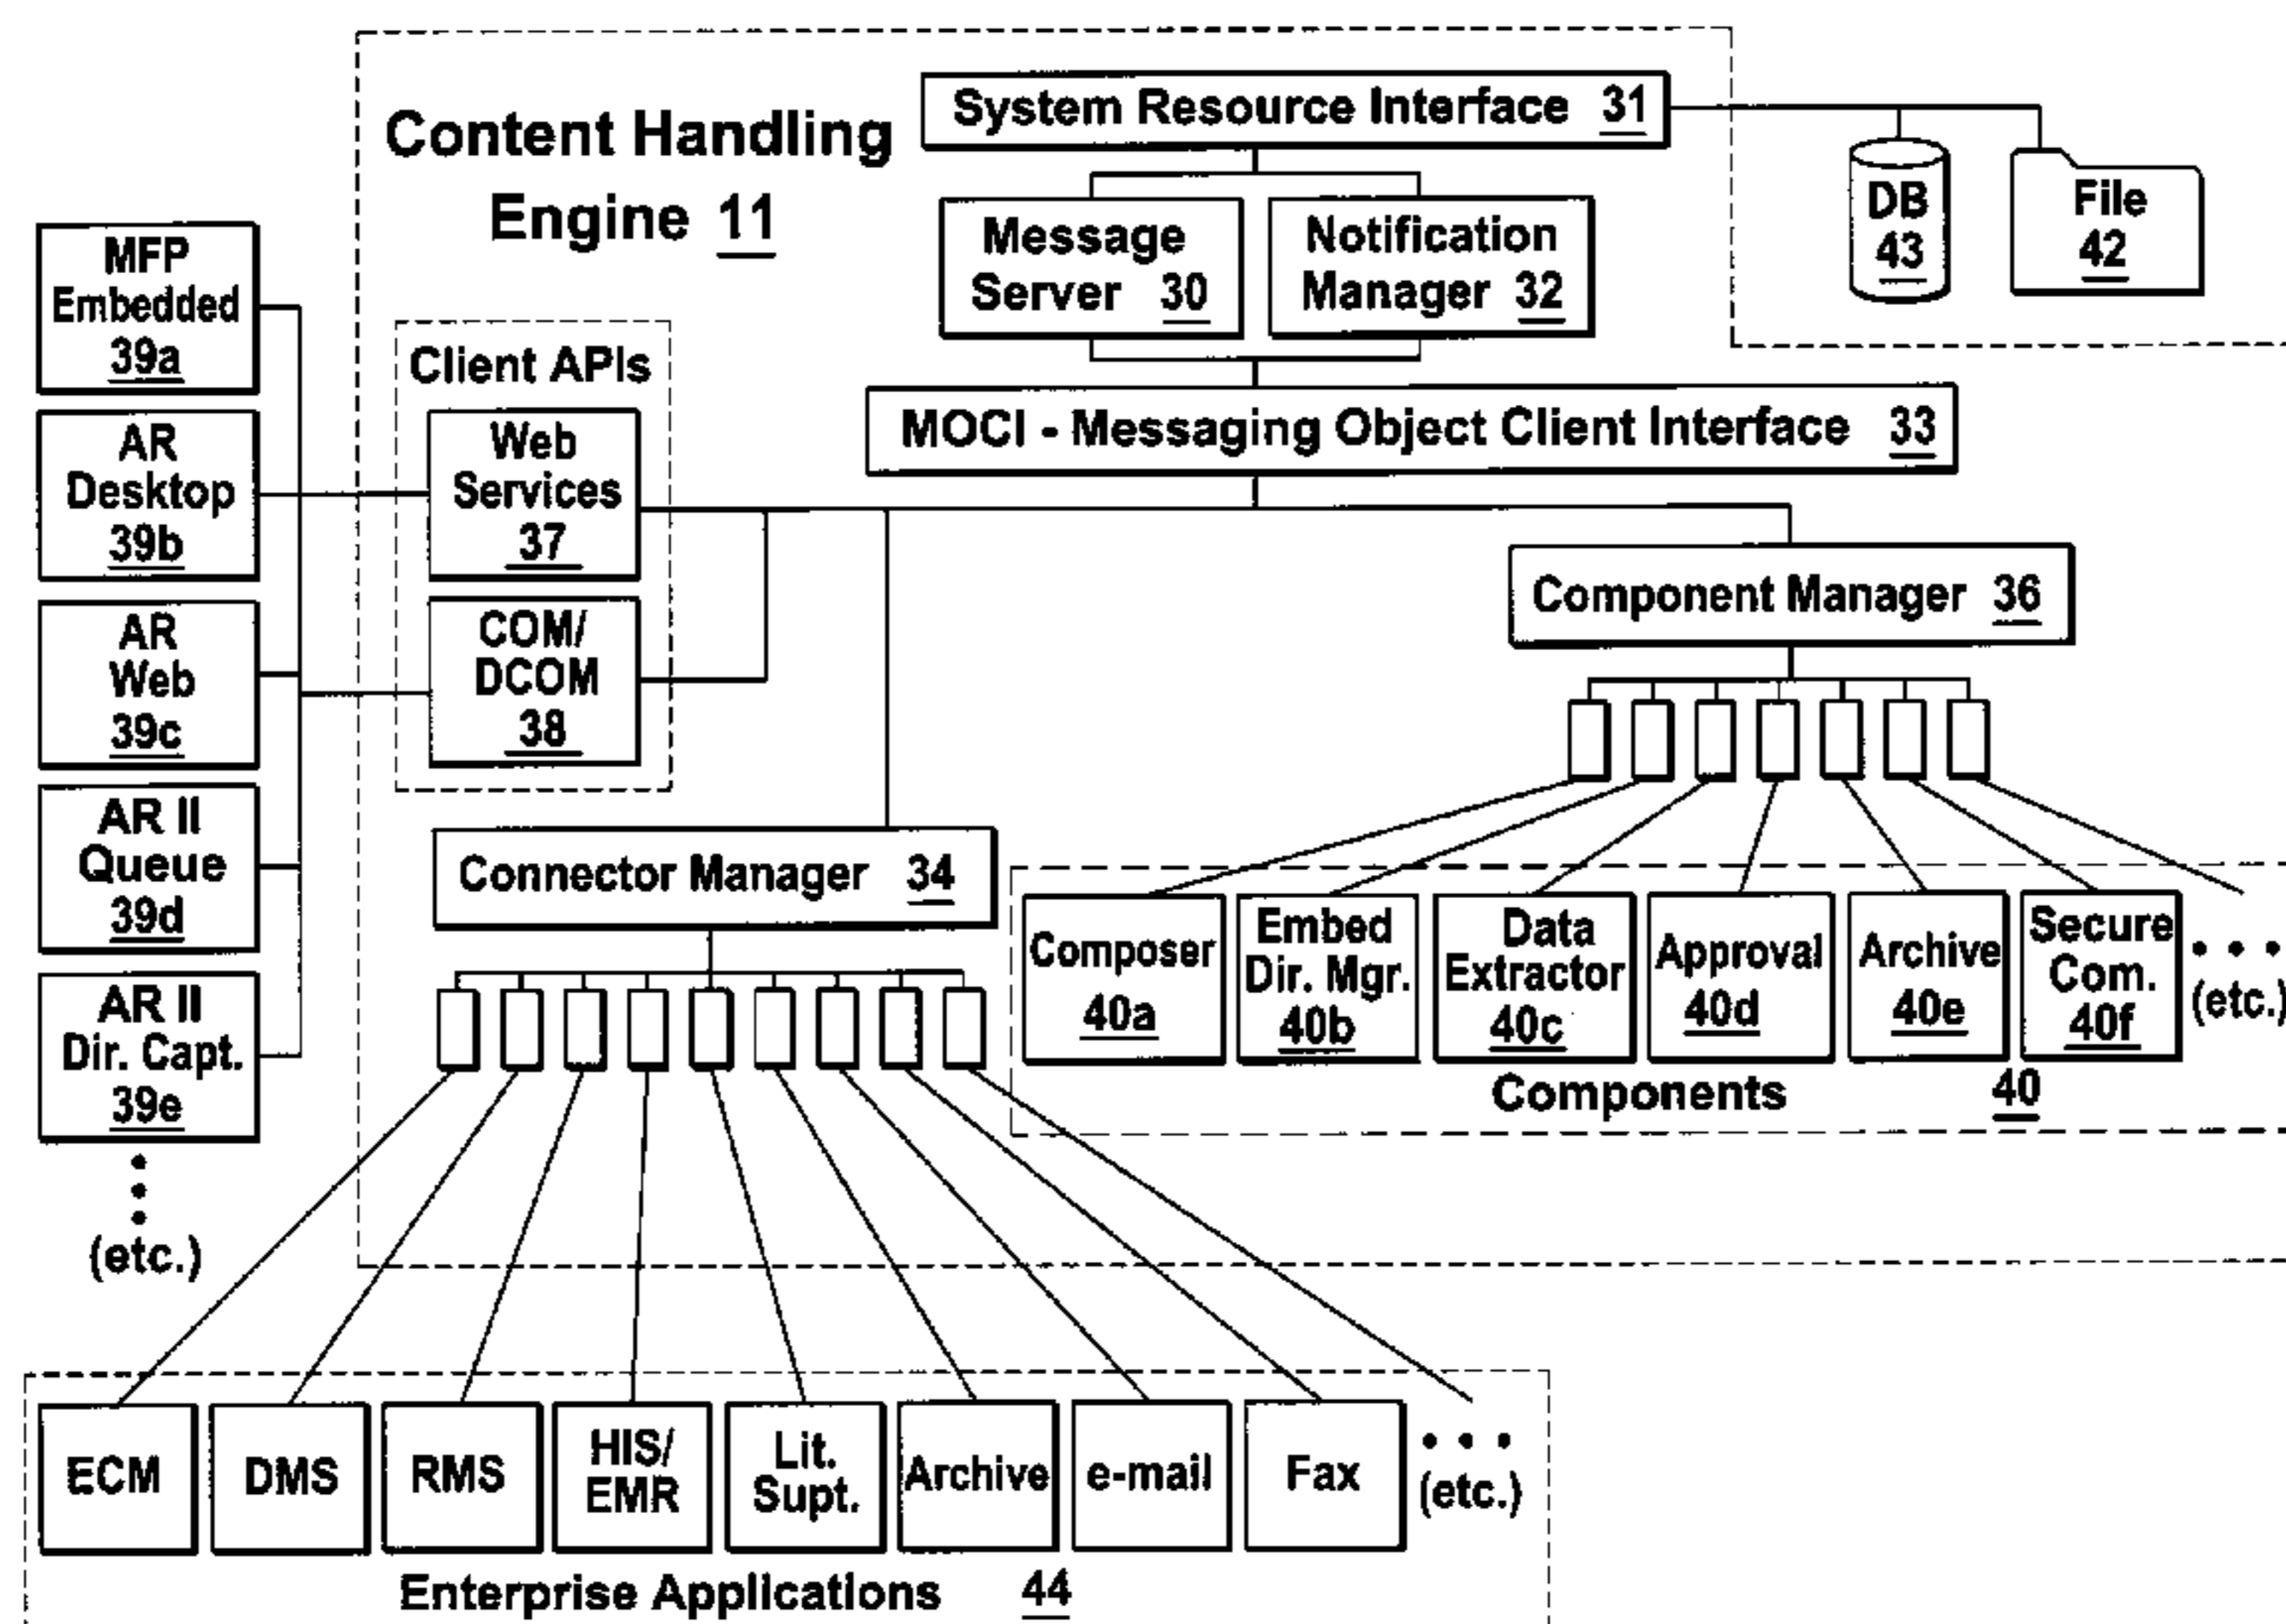 Content Handling
Engine 11
System Resource Interface 31
Message
Server 30
Notification
Manager 32
DB
43
File
42
MOCI - Messaging Object Client Interface 33
MFP
Embedded
39a
AR
Desktop
39b
AR
Web
39c
AR II
Queue
39d
AR II
Dir. Capt.
39e
(etc.)
Client APIs
Web
Services
37
COM/
DCOM
38
Component Manager 36
Connector Manager 34
Composer
40a
Embed
Dir. Mgr.
40b
Data
Extractor
40c
Approval
40d
Archive
40e
Secure
Com.
40f
(etc.)
Components 40
ECM
DMS
RMS
HIS/
EMR
Lit.
Supt.
Archive
e-mail
Fax
(etc.)
Enterprise Applications 44